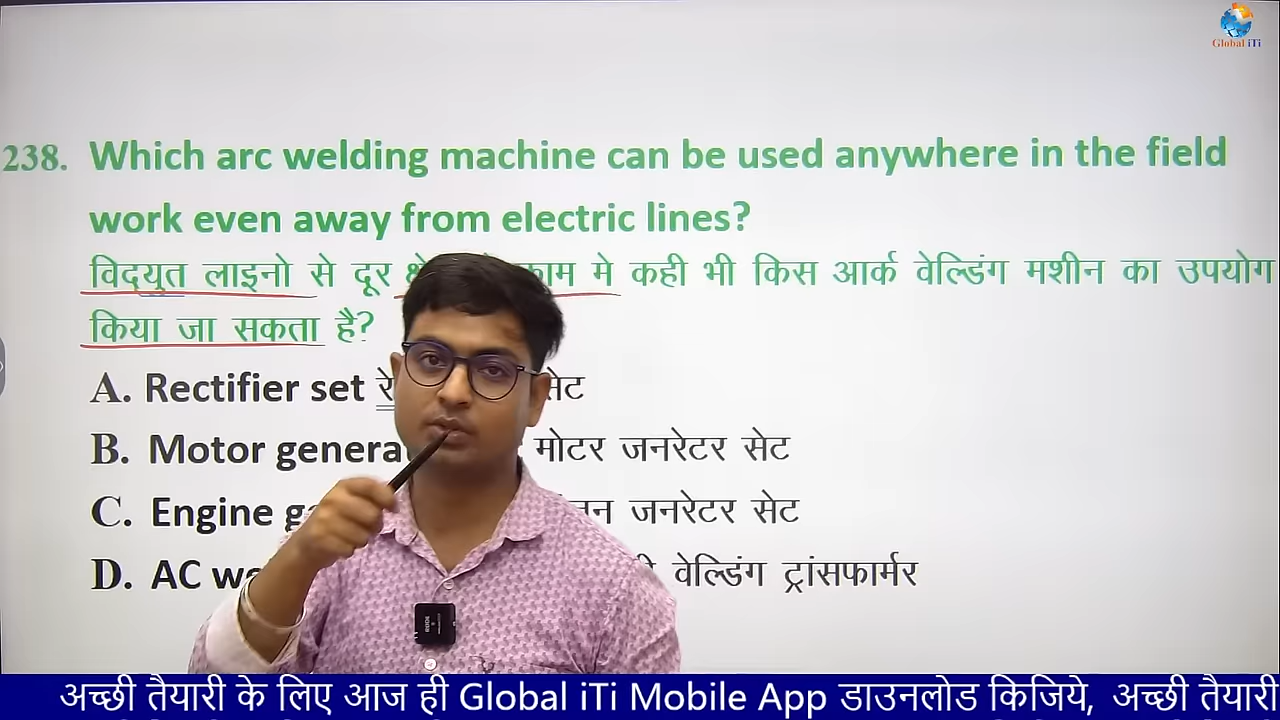 Global iTi
238. Which arc welding machine can be used anywhere in the field
work even away from electric lines?
विद्युत लाइनो से दूर काम मे कही भी किस आर्क वेल्डिंग मशीन का उपयोग
किया जा सकता है?
A. Rectifier set सेट
B. Motor मोटर जनरेटर सेट
C. Engine जनरेटर सेट
D. AC वेल्डिंग ट्रांसफार्मर
अच्छी तैयारी के लिए आज ही Global iTi Mobile App डाउनलोड किजिये, अच्छी तैयारी